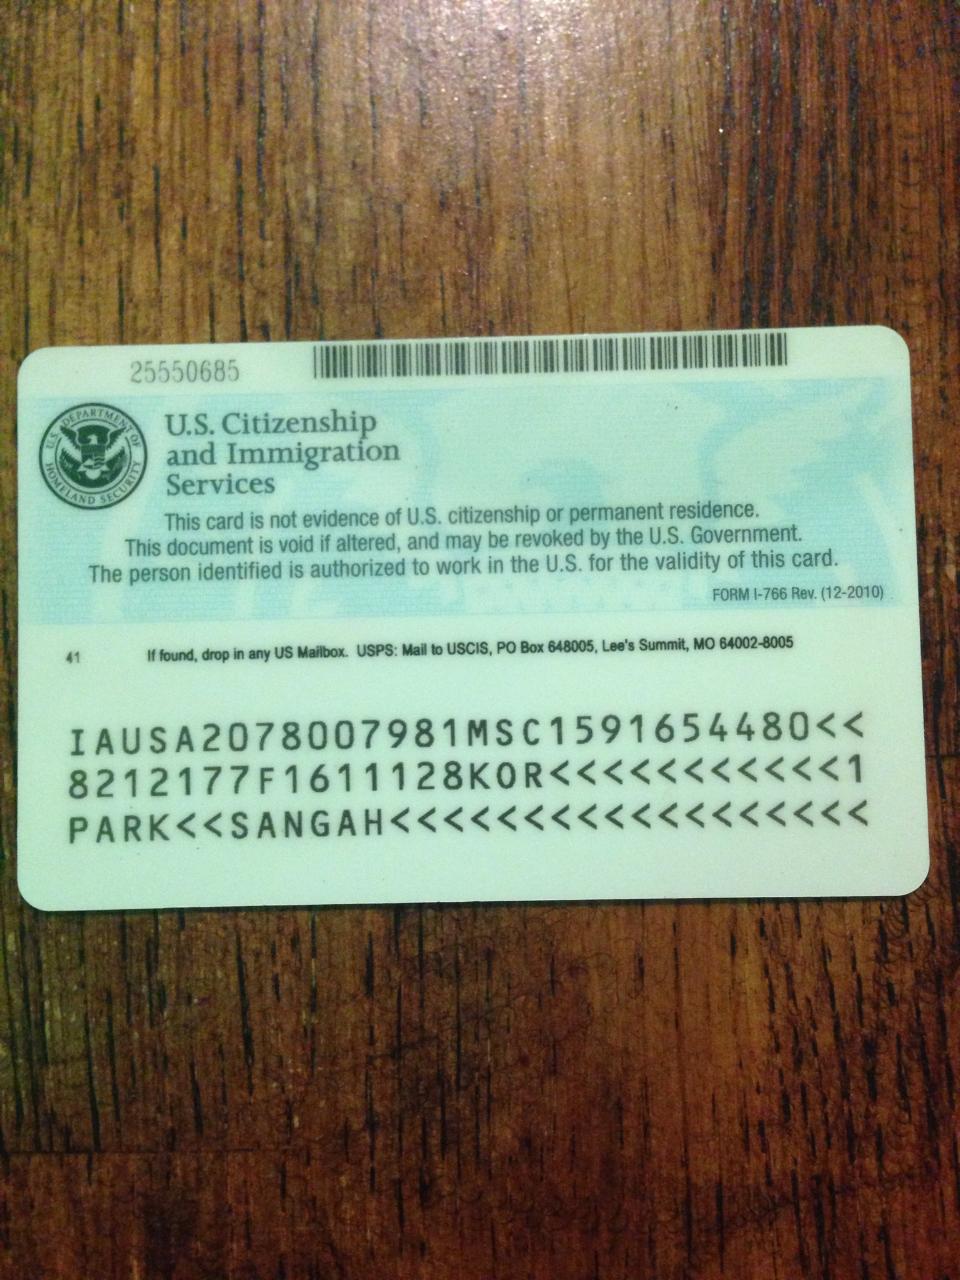 25550685
U.S. DEPARTMENT OF HOMELAND SECURITY
U.S. Citizenship
and Immigration
Services
This card is not evidence of U.S. citizenship or permanent residence.
This document is void if altered, and may be revoked by the U.S. Government.
The person identified is authorized to work in the U.S. for the validity of this card.
FORM I-766 Rev. (12-2010)
41 If found, drop in any US Mailbox. USPS: Mail to USCIS, PO Box 648005, Lee's Summit, MO 64002-8005
IAUSA2078007981MSC1591654480<<
8212177F1611128KOR<<<<<<<<<<<1
PARK<<SANGAH<<<<<<<<<<<<<<<<<<